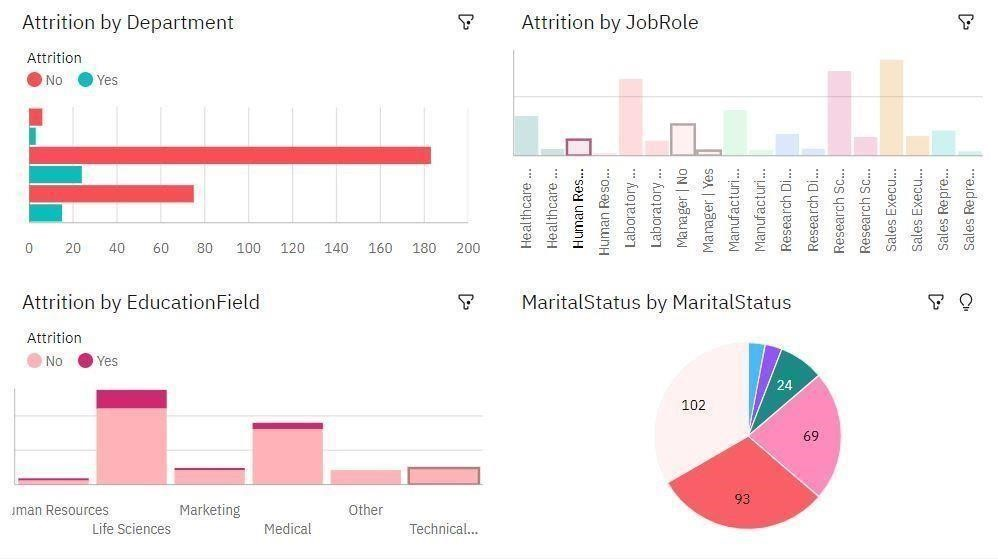 Attrition by Department
Attrition
No Yes
0 20 40 60 80 100 120 140 160 180 200
Attrition by JobRole
Healthcare ...
Healthcare ...
Human Res...
Human Reso...
Laboratory ...
Laboratory ...
Manager | No
Manager | Yes
Manufacturi...
Manufacturi...
Research Di...
Research Di...
Research Sc...
Research Sc...
Sales Execu...
Sales Execu...
Sales Repre...
Sales Repre...
Attrition by EducationField
Attrition
No Yes
uman Resources Marketing Other
Life Sciences Medical Technical...
MaritalStatus by MaritalStatus
24
102
69
93